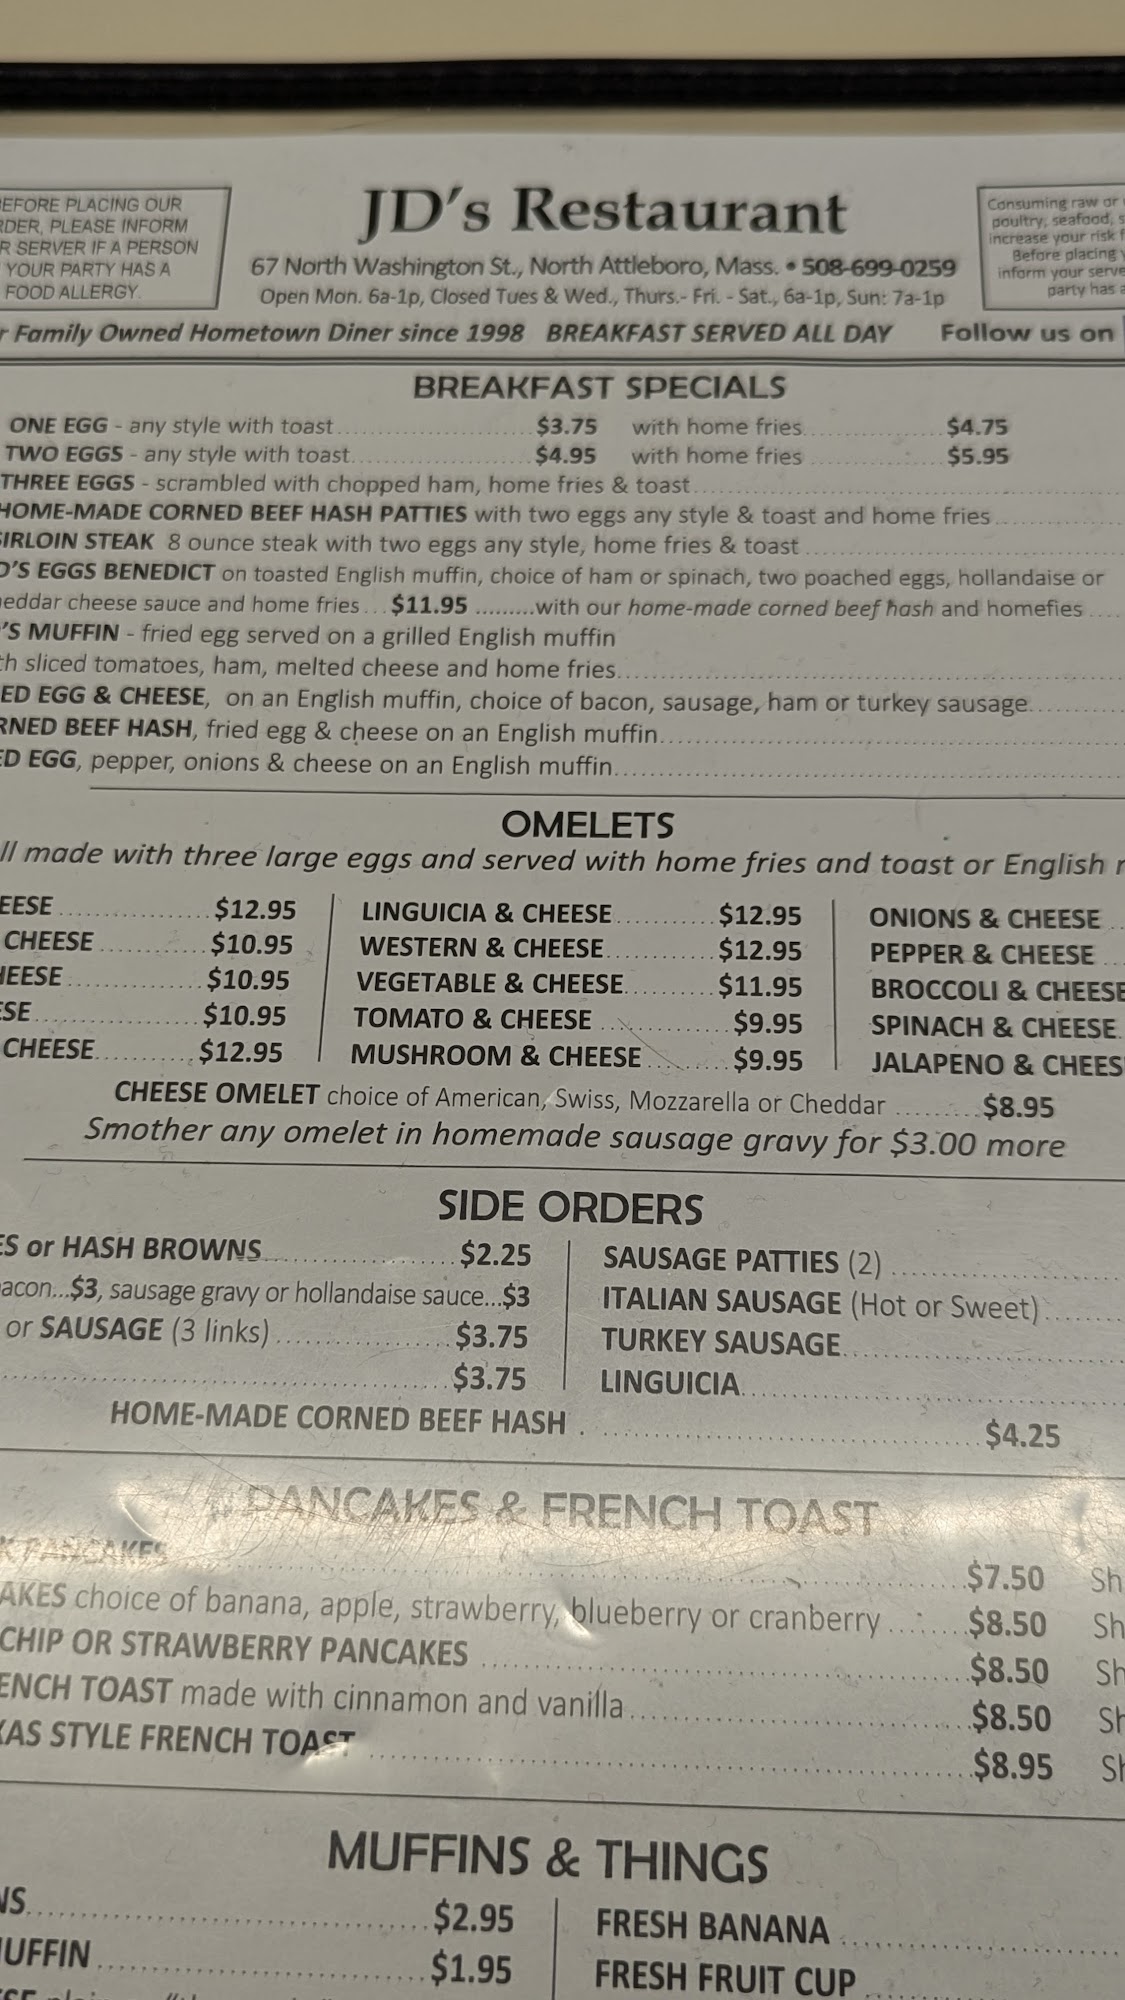 EFORE PLACING OUR
RDER, PLEASE INFORM
R SERVER IF A PERSON
YOUR PARTY HAS A
FOOD ALLERGY.
JD's Restaurant
67 North Washington St., North Attleboro, Mass. • 508-699-0259
Open Mon. 6a-1p, Closed Tues & Wed., Thurs.- Fri. - Sat., 6a-1p, Sun: 7a-1p
Consuming raw or
poultry, seafood, s
increase your risk f
Before placing
inform your serve
party has a
r Family Owned Hometown Diner since 1998 BREAKFAST SERVED ALL DAY Follow us on
BREAKFAST SPECIALS
ONE EGG - any style with toast $3.75 with home fries $4.75
TWO EGGS - any style with toast $4.95 with home fries $5.95
THREE EGGS - scrambled with chopped ham, home fries & toast
HOME-MADE CORNED BEEF HASH PATTIES with two eggs any style & toast and home fries
SIRLOIN STEAK 8 ounce steak with two eggs any style, home fries & toast
D'S EGGS BENEDICT on toasted English muffin, choice of ham or spinach, two poached eggs, hollandaise or
eddar cheese sauce and home fries... $11.95 .........with our home-made corned beef hash and homefies
'S MUFFIN - fried egg served on a grilled English muffin
th sliced tomatoes, ham, melted cheese and home fries
ED EGG & CHEESE, on an English muffin, choice of bacon, sausage, ham or turkey sausage
RNED BEEF HASH, fried egg & cheese on an English muffin
ED EGG, pepper, onions & cheese on an English muffin
OMELETS
ll made with three large eggs and served with home fries and toast or English
EESE $12.95
CHEESE $10.95
HEESE $10.95
SE $10.95
CHEESE $12.95
LINGUICIA & CHEESE $12.95
WESTERN & CHEESE $12.95
VEGETABLE & CHEESE $11.95
TOMATO & CHEESE $9.95
MUSHROOM & CHEESE $9.95
ONIONS & CHEESE
PEPPER & CHEESE
BROCCOLI & CHEESE
SPINACH & CHEESE
JALAPENO & CHEES
CHEESE OMELET choice of American, Swiss, Mozzarella or Cheddar $8.95
Smother any omelet in homemade sausage gravy for $3.00 more
SIDE ORDERS
ES or HASH BROWNS $2.25
acon...$3, sausage gravy or hollandaise sauce...$3
or SAUSAGE (3 links) $3.75
$3.75
SAUSAGE PATTIES (2)
ITALIAN SAUSAGE (Hot or Sweet)
TURKEY SAUSAGE
LINGUICIA
HOME-MADE CORNED BEEF HASH $4.25
PANCAKES & FRENCH TOAST
K PANCAKES $7.50 Sh
AKES choice of banana, apple, strawberry, blueberry or cranberry $8.50 Sh
CHIP OR STRAWBERRY PANCAKES $8.50 Sh
ENCH TOAST made with cinnamon and vanilla $8.50 Sh
XAS STYLE FRENCH TOAST $8.95 Sh
MUFFINS & THINGS
NS $2.95
UFFIN $1.95
FRESH BANANA
FRESH FRUIT CUP